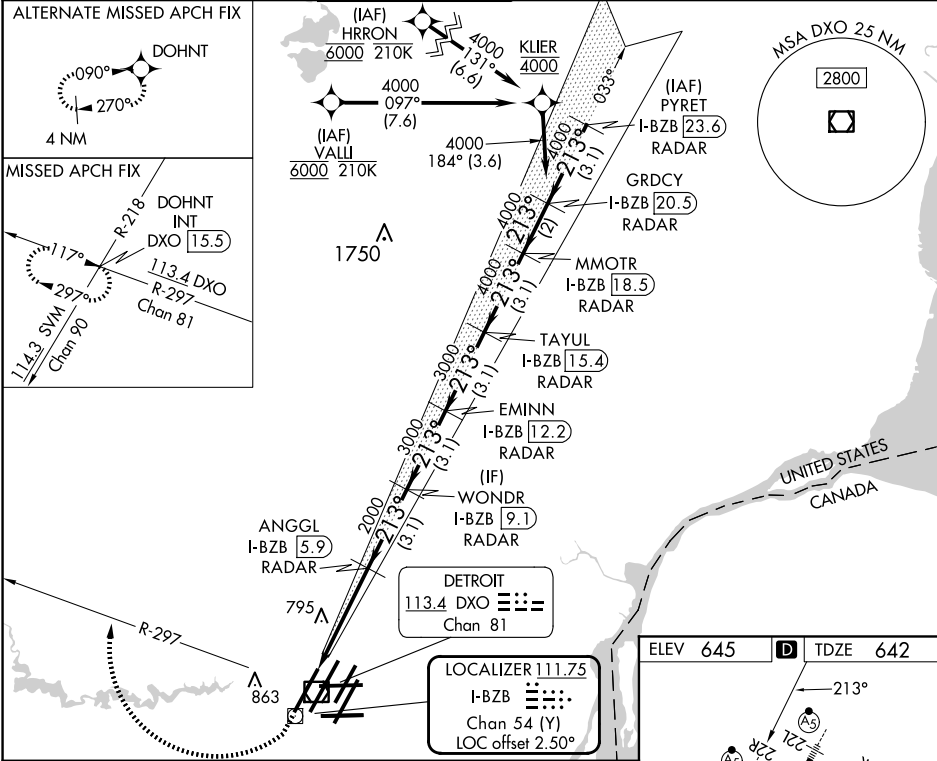 ALTERNATE MISSED APCH FIX
DOHNT
090°
270°
4 NM
MISSED APCH FIX
R-218
DOHNT
INT
DXO 15.5
117°
297°
113.4 DXO
R-297
Chan 81
114.3 SVM
Chan 90
(IAF)
HRRON
6000 210K
4000
131°
(6.6)
KLIER
4000
4000
097°
(7.6)
(IAF)
VALLI
6000 210K
4000
184° (3.6)
033°
(IAF)
PYRET
I-BZB 23.6
RADAR
4000
213°
(3.1)
GRDCY
I-BZB 20.5
RADAR
4000
213°
(2)
MMOTR
I-BZB 18.5
RADAR
4000
213°
(3.1)
TAYUL
I-BZB 15.4
RADAR
3000
213°
(3.1)
EMINN
I-BZB 12.2
RADAR
3000
213°
(3.1)
(IF)
WONDR
I-BZB 9.1
RADAR
2000
213°
(3.1)
ANGGL
I-BZB 5.9
RADAR
MSA DXO 25 NM
2800
1750
UNITED STATES
CANADA
795
863
R-297
DETROIT
113.4 DXO
Chan 81
LOCALIZER 111.75
I-BZB
Chan 54 (Y)
LOC offset 2.50°
ELEV 645
D
TDZE 642
213°
A5
22R
22L
A5